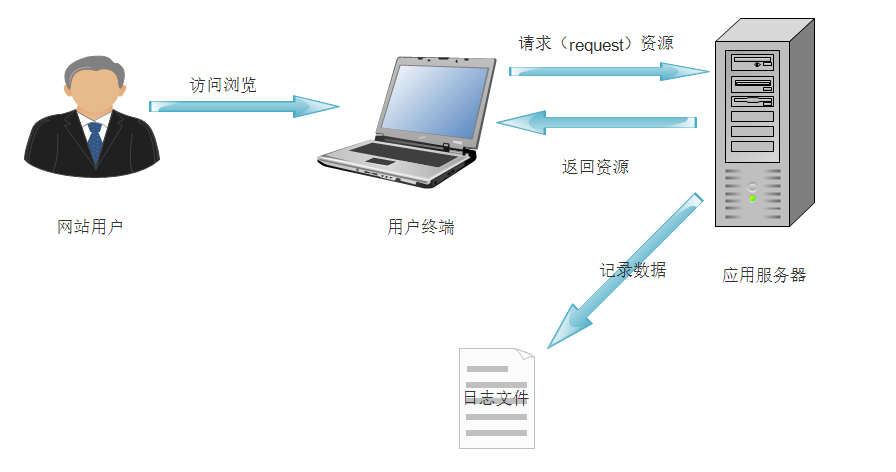 访问浏览
请求（request）资源
返回资源
网站用户
用户终端
记录数据
应用服务器
日志文件